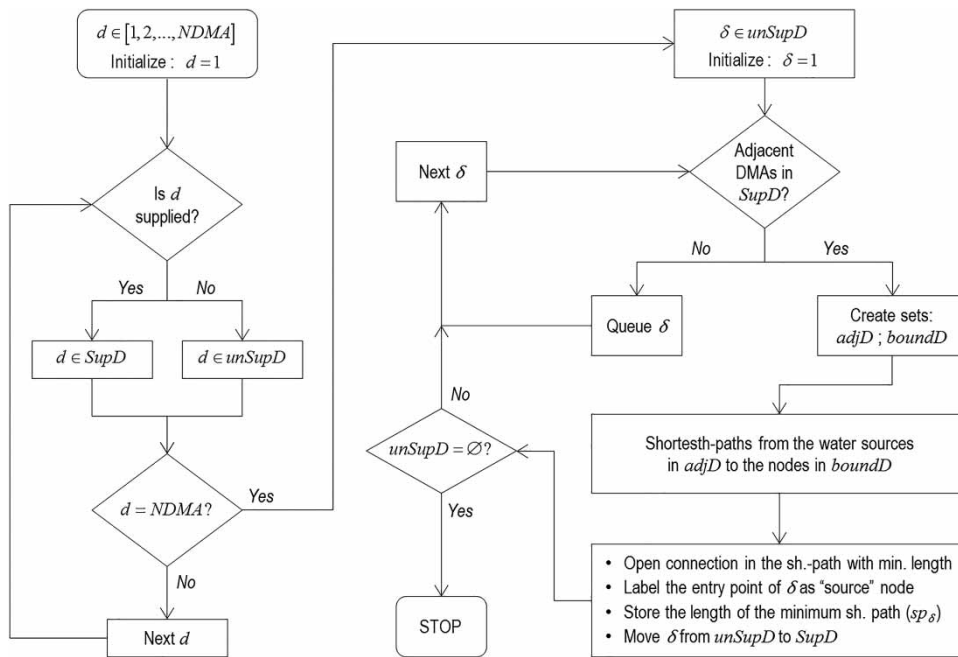 d ∈ [1, 2, ..., NDMA]
Initialize : d = 1
Is d
supplied?
Yes
No
d ∈ SupD
d ∈ unSupD
d = NDMA?
Yes
No
Next d
δ ∈ unSupD
Initialize : δ = 1
Adjacent
DMAs in
SupD?
Next δ
No
Yes
Queue δ
Create sets:
adjD ; boundD
Shortesth-paths from the water sources
in adjD to the nodes in boundD
• Open connection in the sh.-path with min. length
• Label the entry point of δ as “source” node
• Store the length of the minimum sh. path (spδ)
• Move δ from unSupD to SupD
No
unSupD = ∅?
Yes
STOP